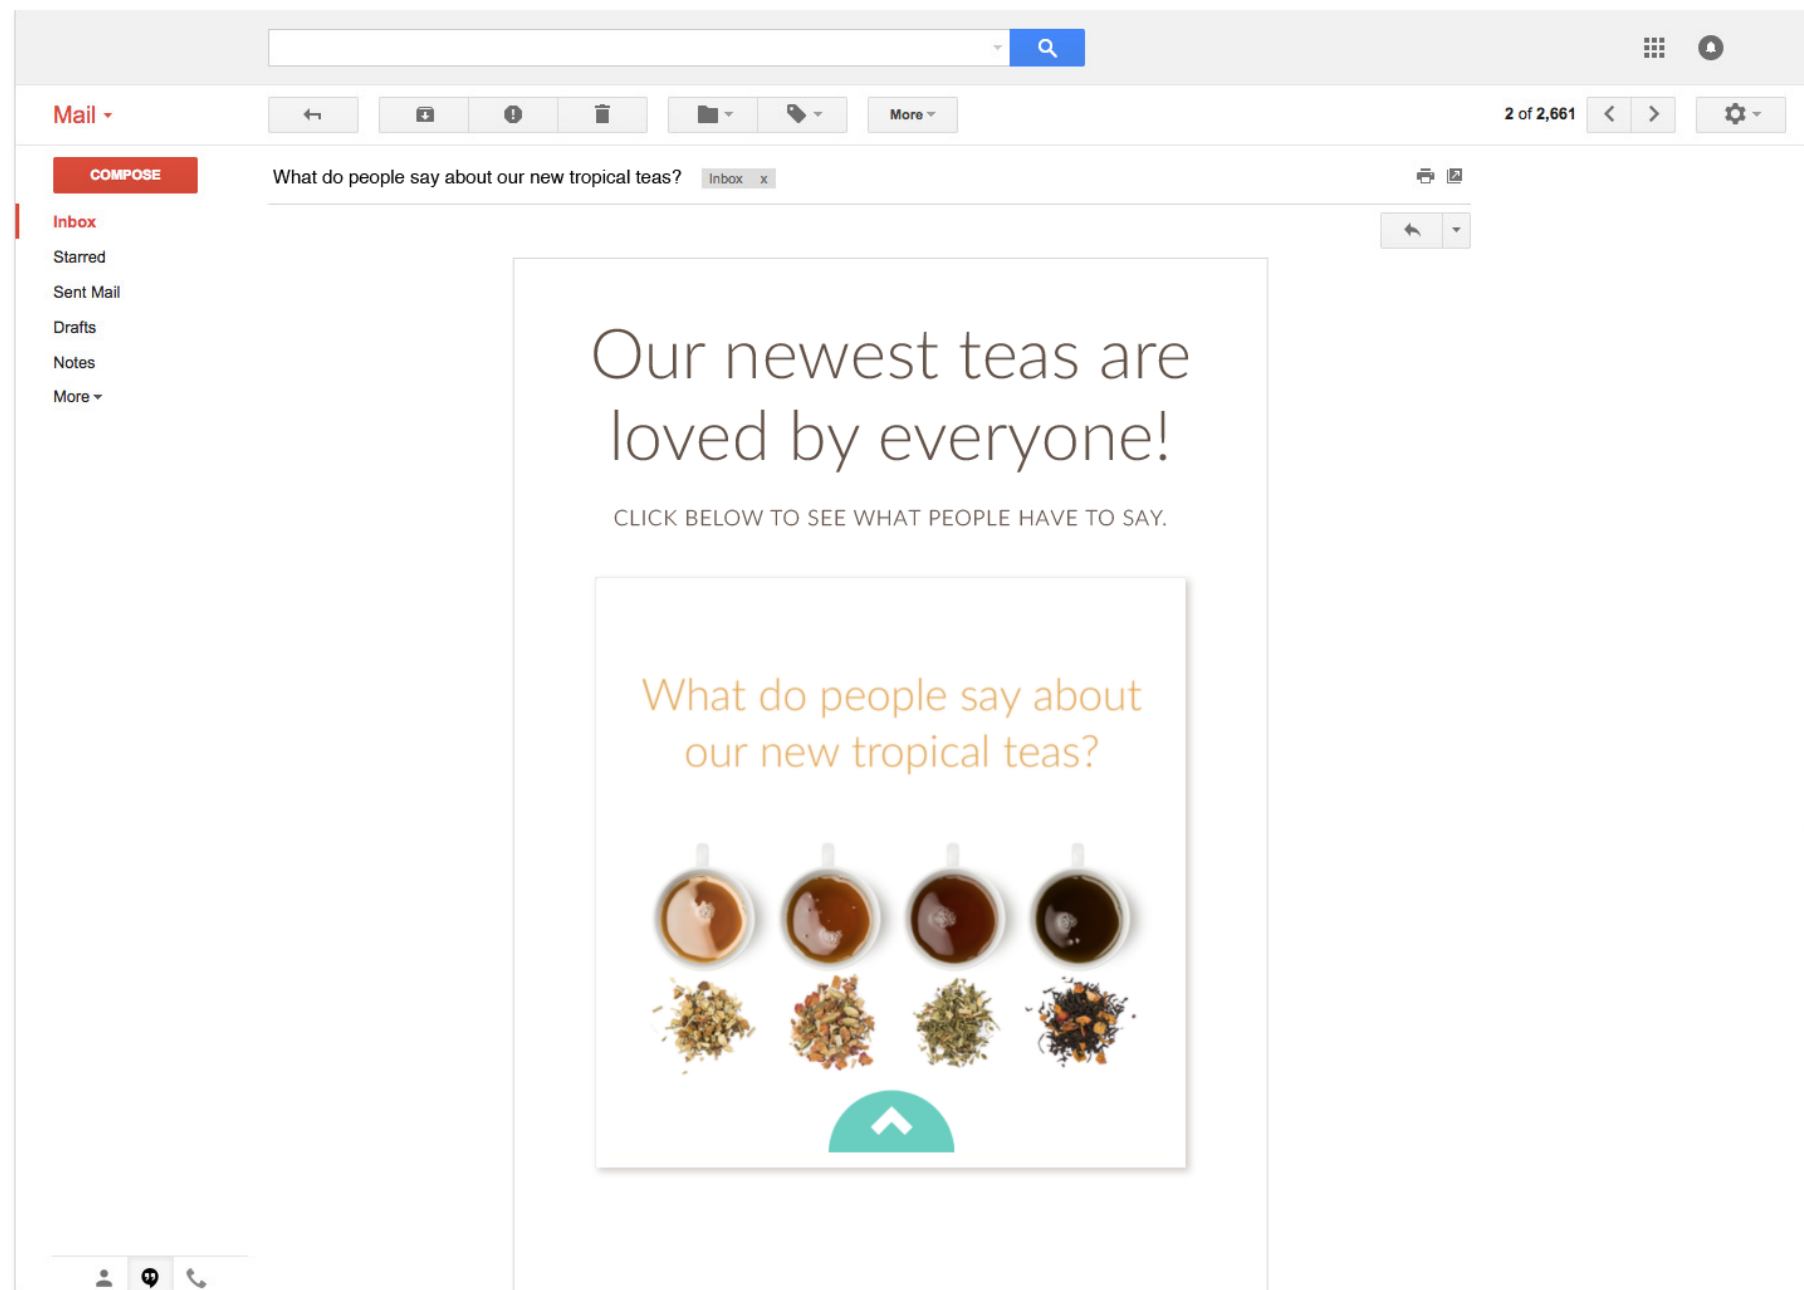 Mail
More
2 of 2,661
COMPOSE
What do people say about our new tropical teas?
Inbox x
Inbox
Starred
Sent Mail
Drafts
Notes
More
Our newest teas are
loved by everyone!
CLICK BELOW TO SEE WHAT PEOPLE HAVE TO SAY.
What do people say about
our new tropical teas?